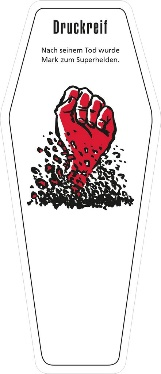 Druckreif
Nach seinem Tod wurde
Mark zum Superhelden.